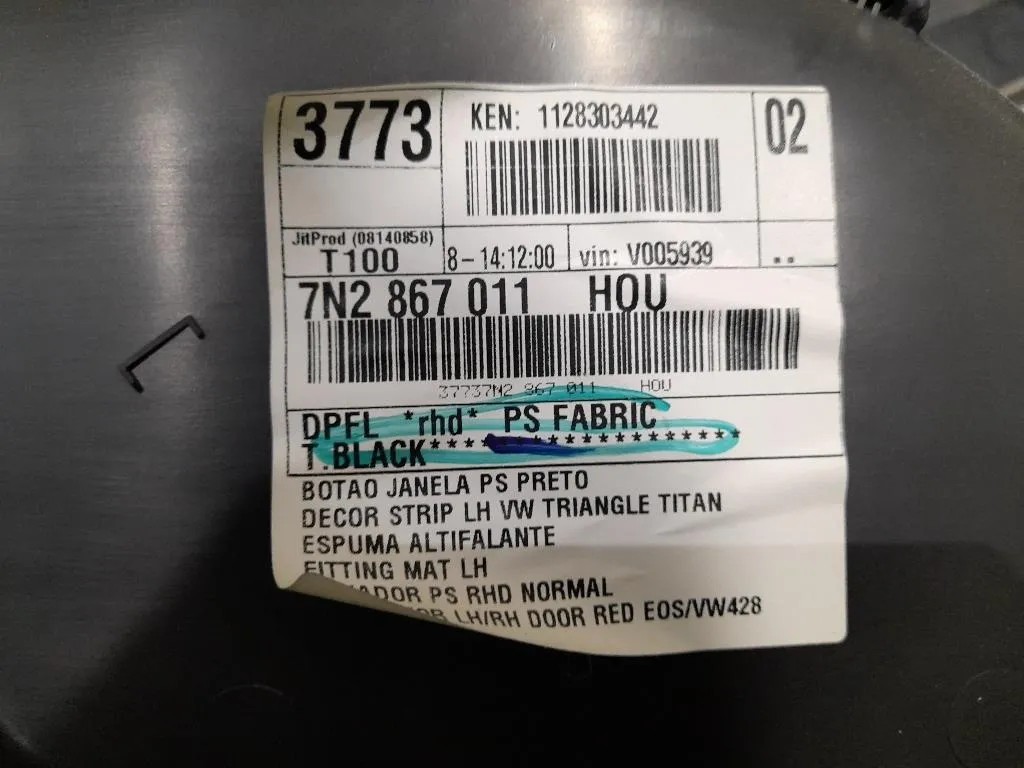 3773
KEN: 1128303442
02
JitProd (08140858)
T100
8-14:12:00
vin: V005939
..
7N2 867 011 HOU
37737N2 867 011 HOU
DPFL *rhd* PS FABRIC
T.BLACK******************
BOTAO JANELA PS PRETO
DECOR STRIP LH VW TRIANGLE TITAN
ESPUMA ALTIFALANTE
FITTING MAT LH
PS RHD NORMAL
LH/RH DOOR RED EOS/VW428